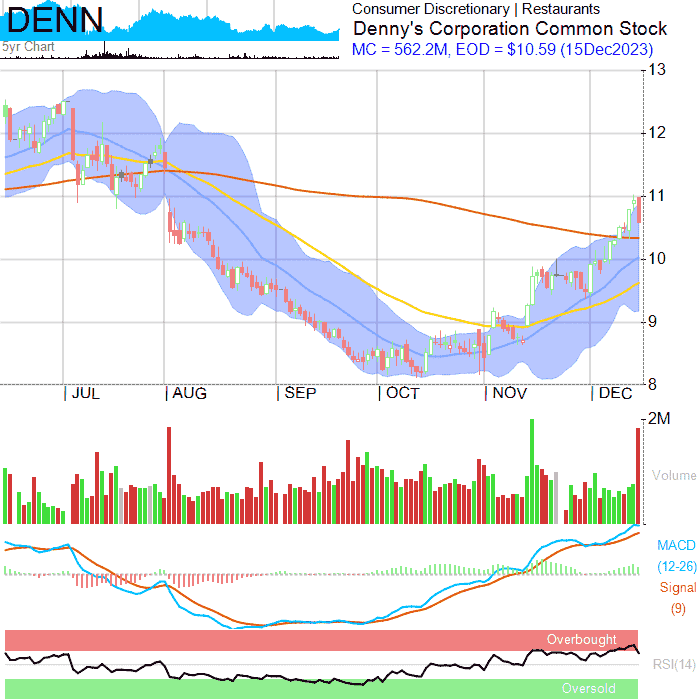 DENN
5yr Chart
Consumer Discretionary | Restaurants
Denny's Corporation Common Stock
MC = 562.2M, EOD = $10.59 (15Dec2023)
13
12
11
10
9
8
JUL AUG SEP OCT NOV DEC
2M
Volume
MACD
(12-26)
Signal
(9)
Overbought
RSI(14)
Oversold